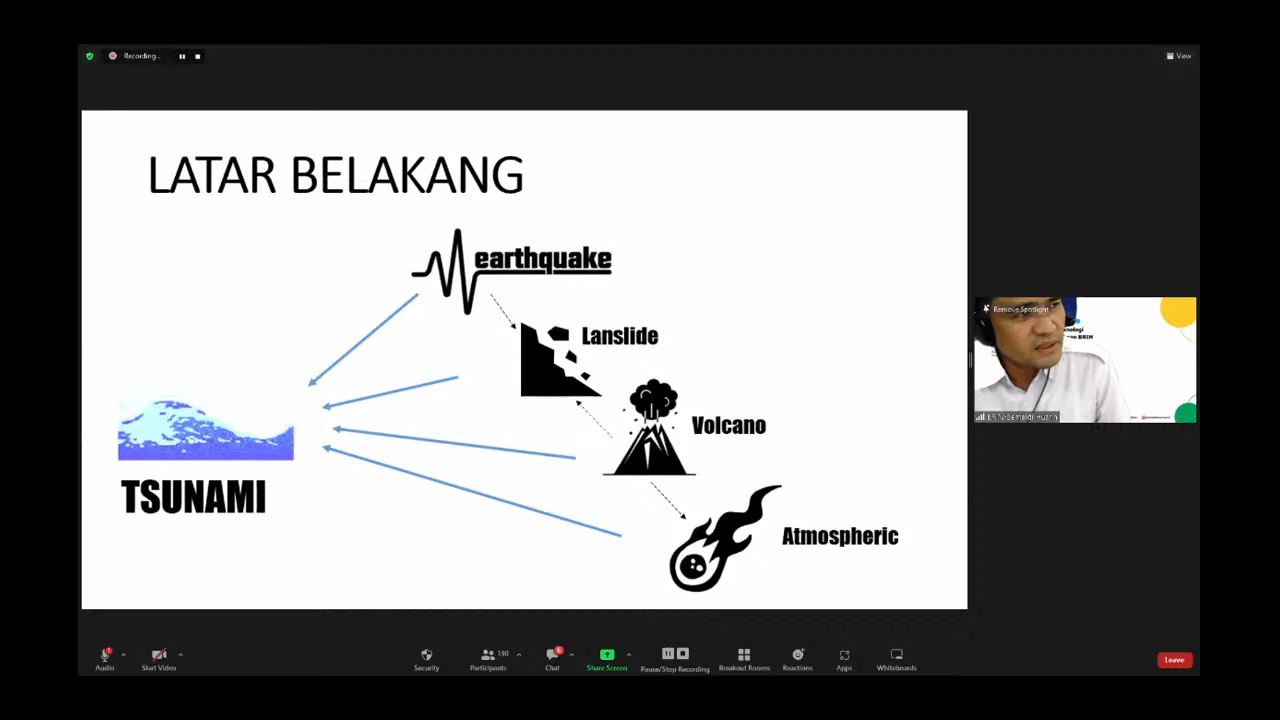 Recording...
View
LATAR BELAKANG
earthquake
Lanslide
Volcano
Atmospheric
TSUNAMI
Remove Spotlight
BRIN
Audio
Start Video
Security
Participants
130
Chat
Share Screen
Pause/Stop Recording
Breakout Rooms
Reactions
Apps
Whiteboards
Leave